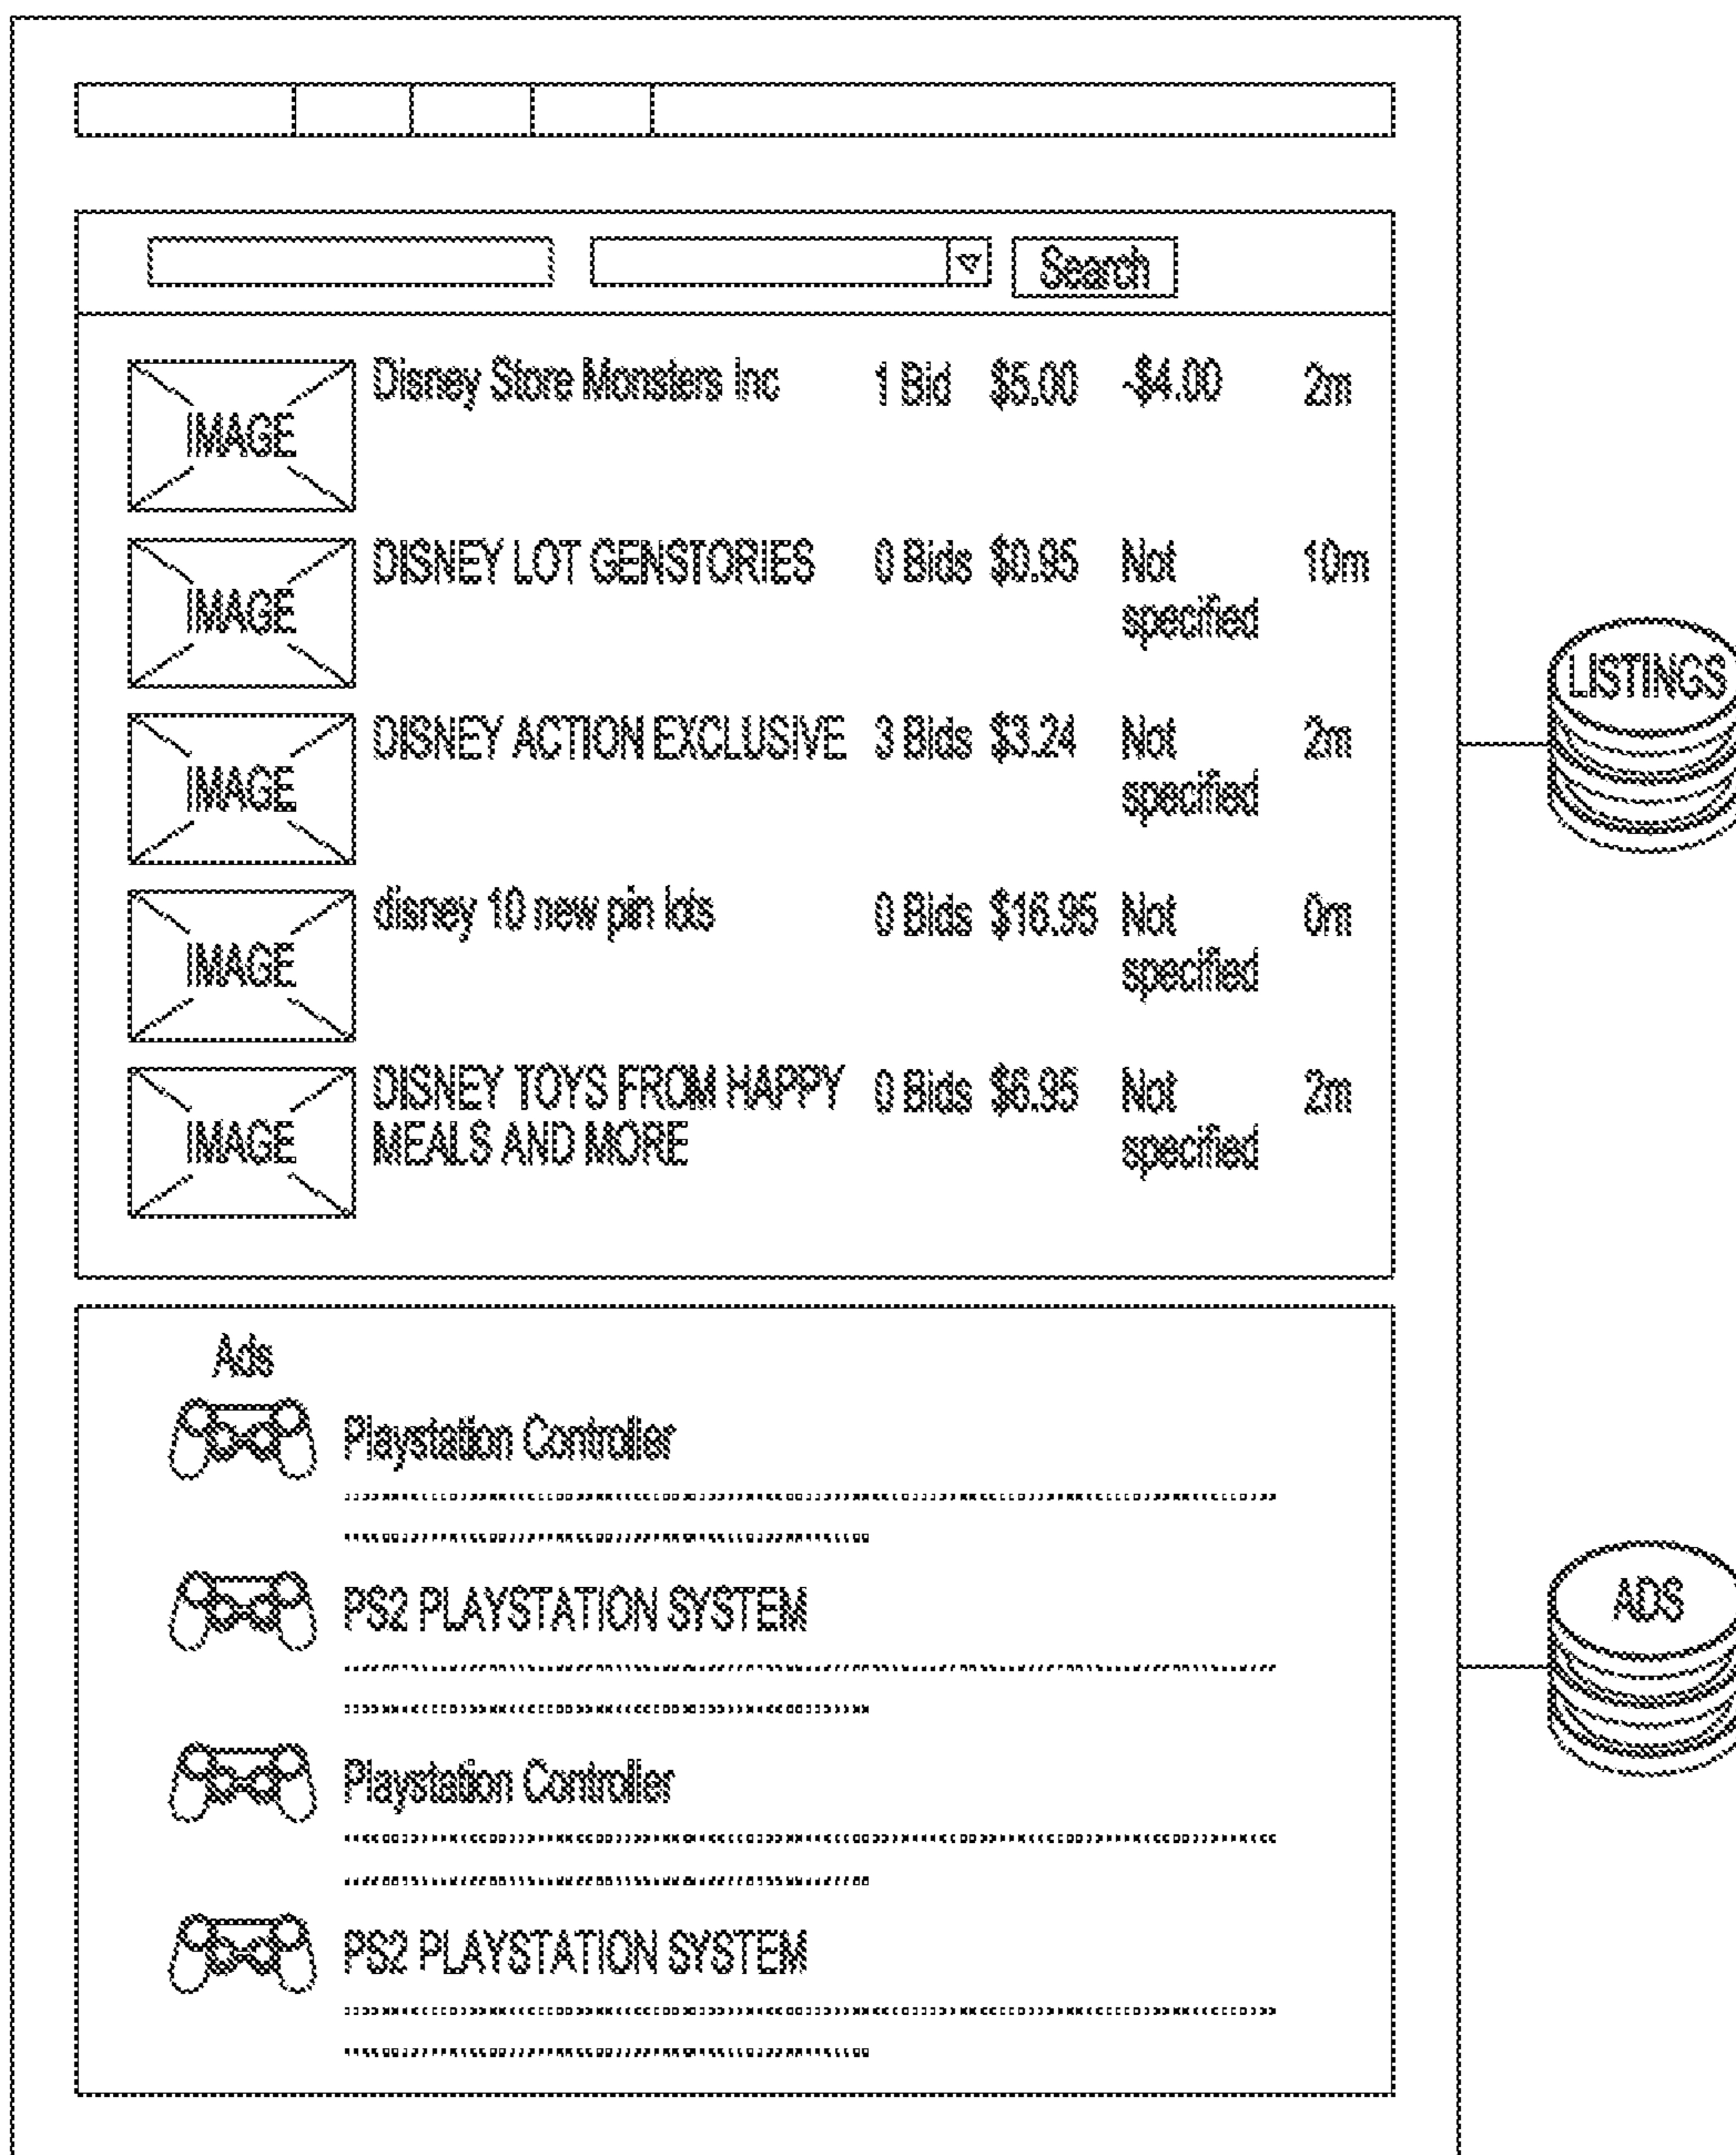 Search
IMAGE Disney Store Monsters Inc 1 Bid $5.00 -$4.00 2m
IMAGE DISNEY LOT GENSTORIES 0 Bids $0.95 Not specified 10m
IMAGE DISNEY ACTION EXCLUSIVE 3 Bids $3.24 Not specified 2m
IMAGE disney 10 new pin lots 0 Bids $16.95 Not specified 0m
IMAGE DISNEY TOYS FROM HAPPY MEALS AND MORE 0 Bids $6.95 Not specified 2m
LISTINGS
Ads
Playstation Controller
PS2 PLAYSTATION SYSTEM
Playstation Controller
PS2 PLAYSTATION SYSTEM
ADS